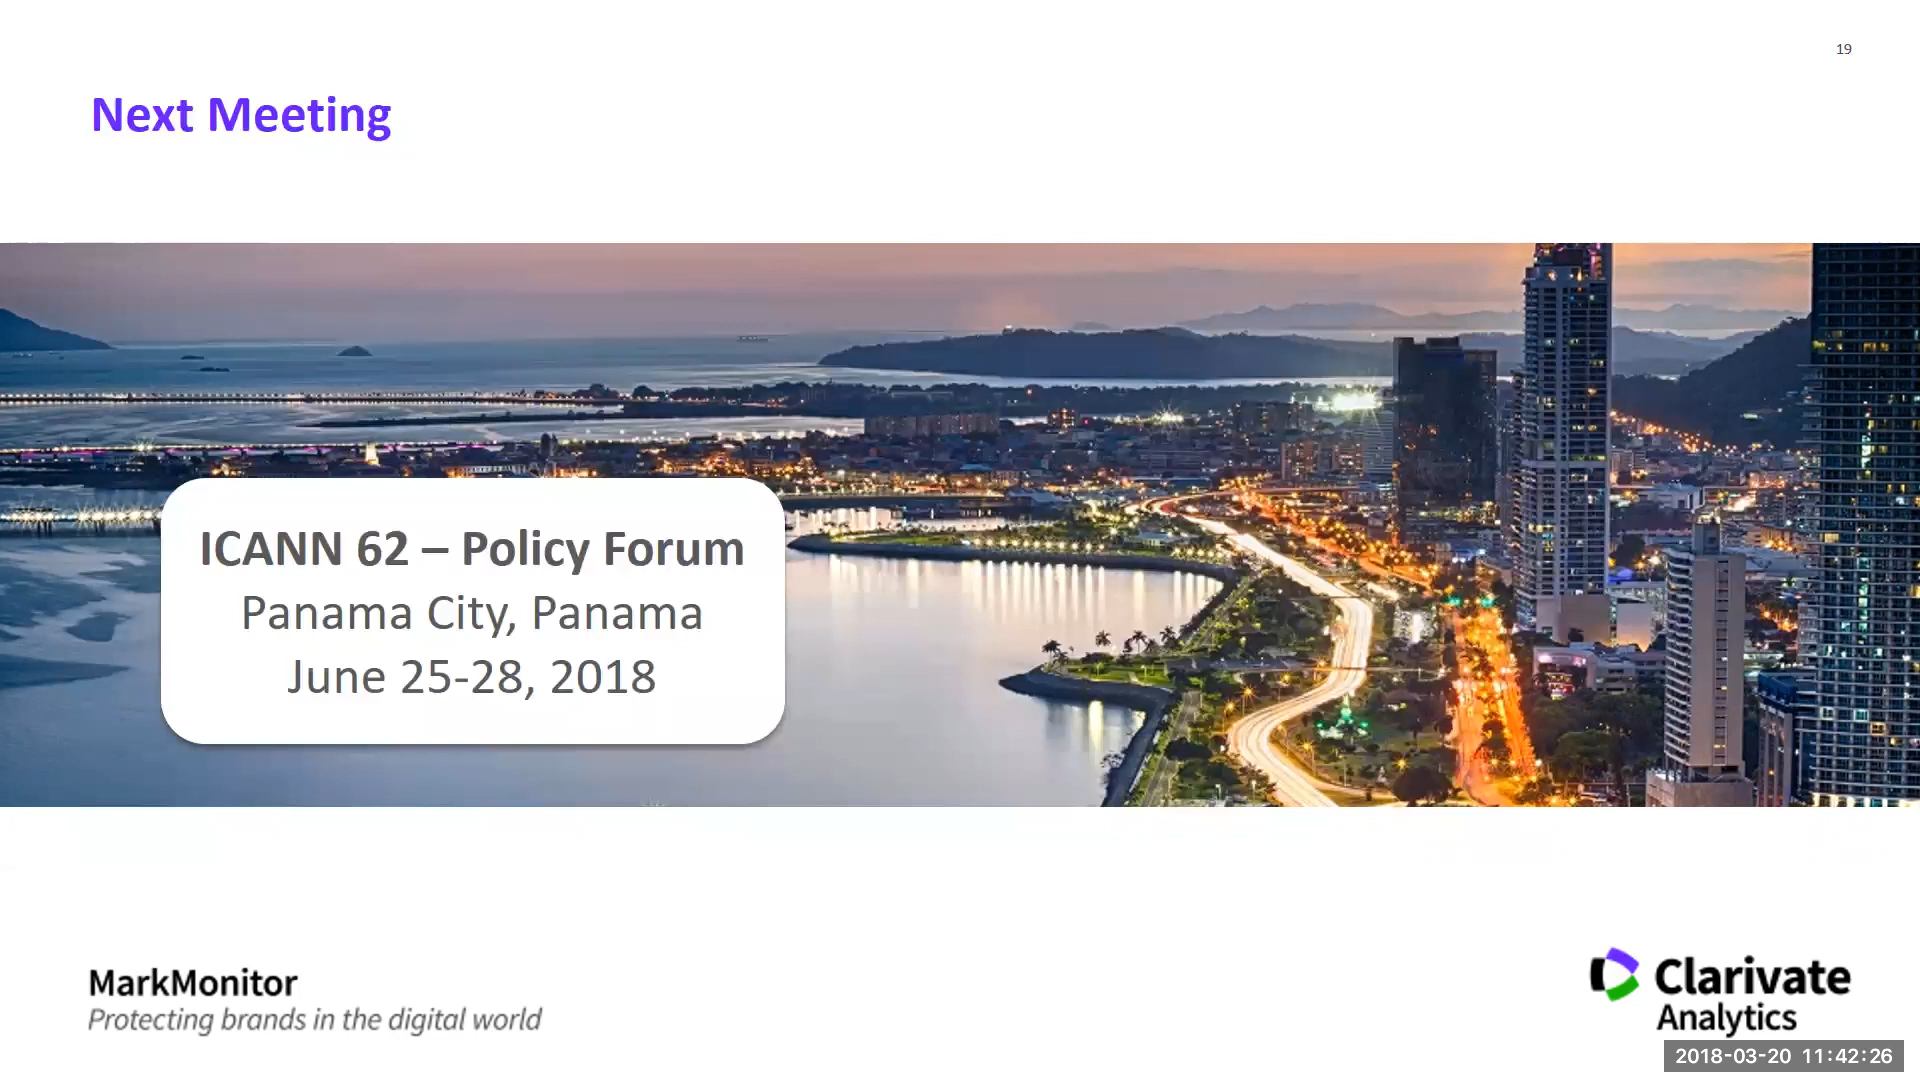 19
Next Meeting
ICANN 62 – Policy Forum
Panama City, Panama
June 25-28, 2018
MarkMonitor
Protecting brands in the digital world
Clarivate
Analytics
2018-03-20 11:42:26